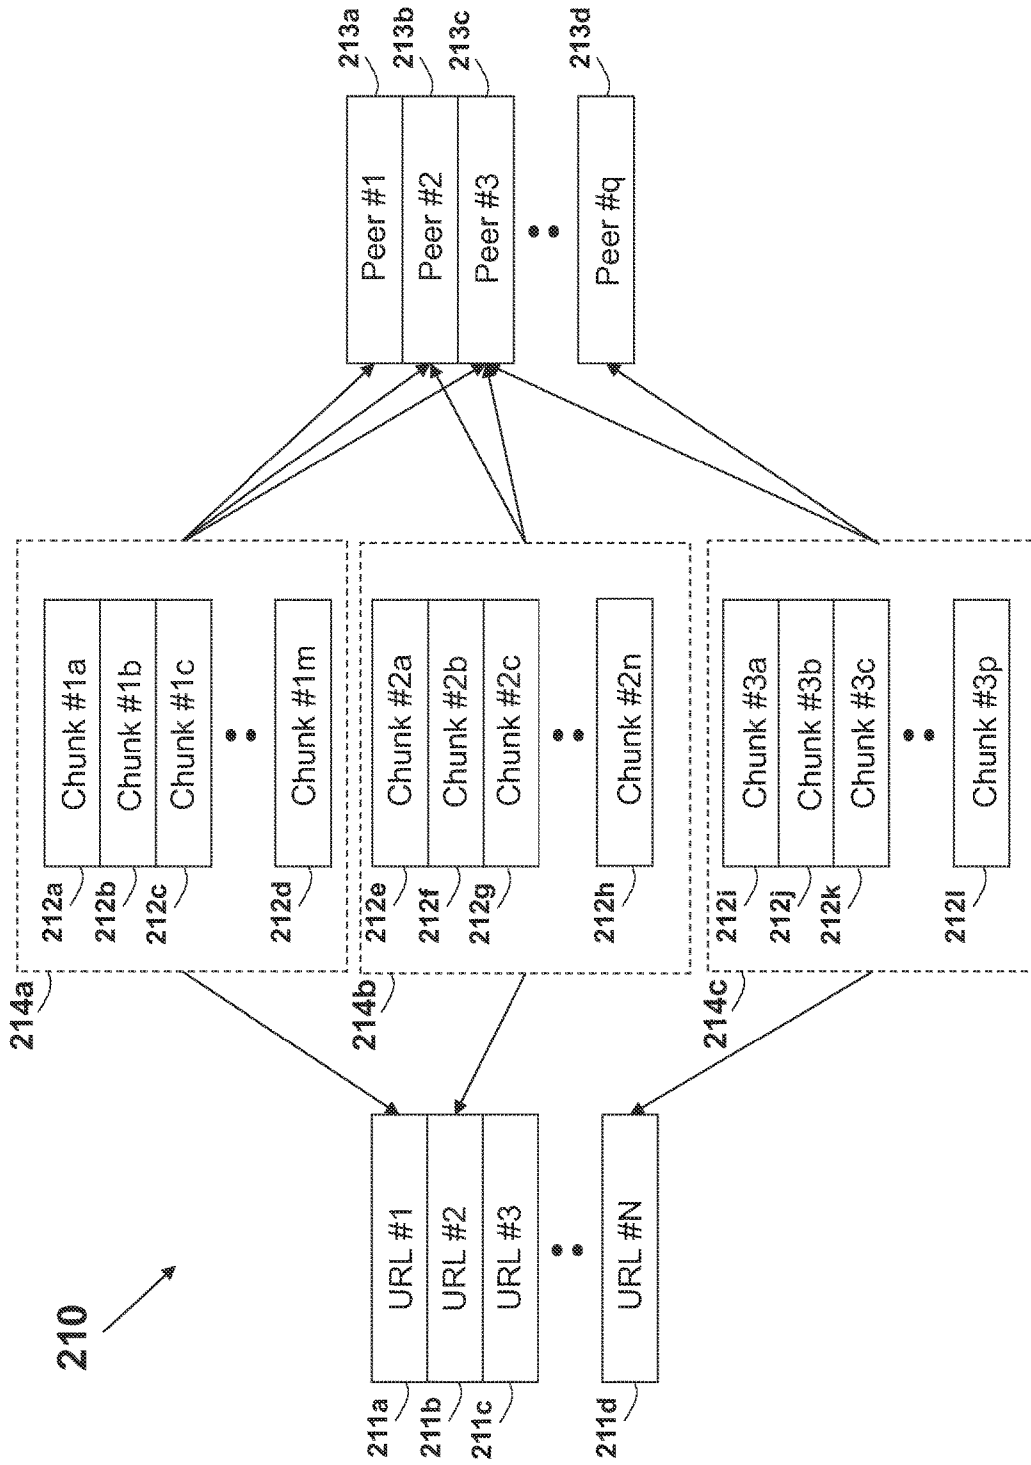 210
211a
URL #1
211b
URL #2
211c
URL #3
211d
URL #N
214a
212a
Chunk #1a
212b
Chunk #1b
212c
Chunk #1c
212d
Chunk #1m
214b
212e
Chunk #2a
212f
Chunk #2b
212g
Chunk #2c
212h
Chunk #2n
214c
212i
Chunk #3a
212j
Chunk #3b
212k
Chunk #3c
212l
Chunk #3p
Peer #1
213a
Peer #2
213b
Peer #3
213c
Peer #q
213d